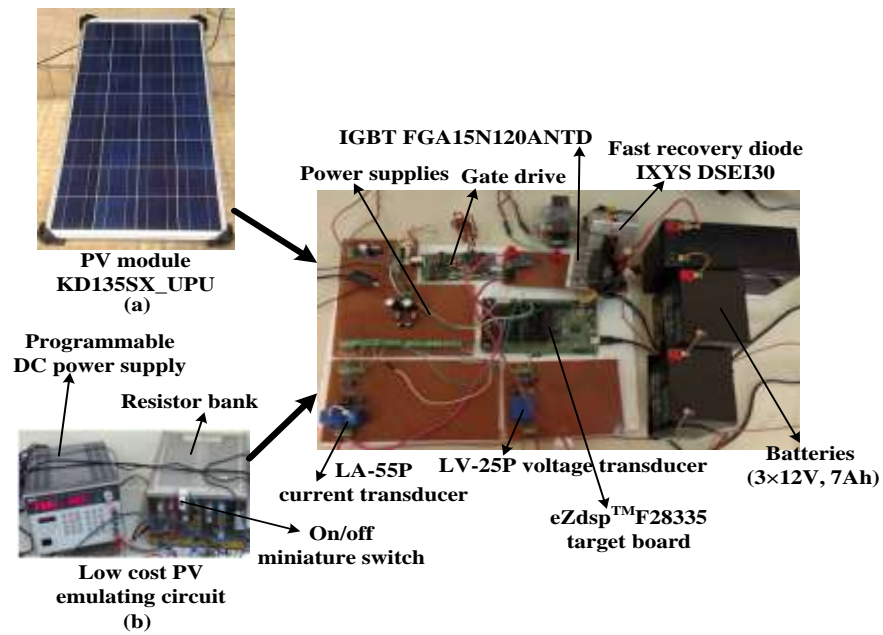 IGBT FGA15N120ANTD
Fast recovery diode
IXYS DSEI30
Power supplies
Gate drive
PV module
KD135SX_UPU
(a)
Programmable
DC power supply
Resistor bank
LA-55P
current transducer
LV-25P voltage transducer
Batteries
(3×12V, 7Ah)
On/off
miniature switch
eZdsp™F28335
target board
Low cost PV
emulating circuit
(b)